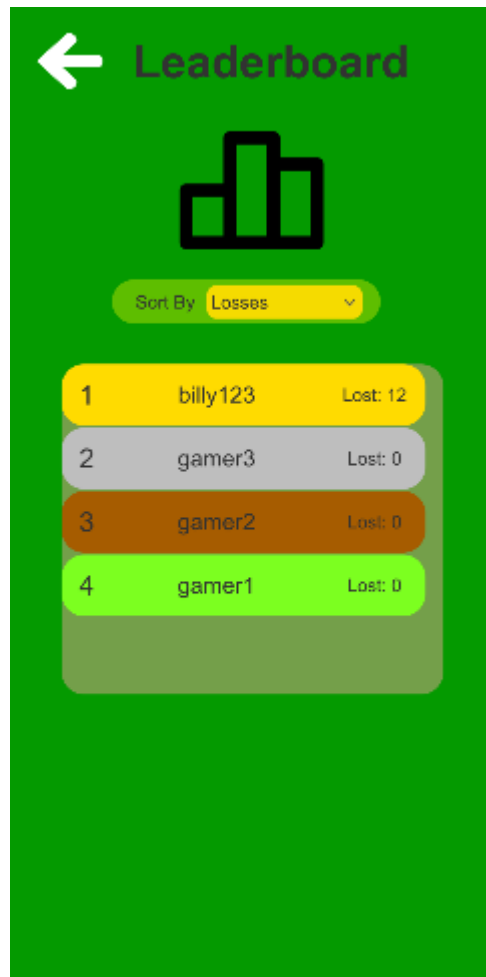 Leaderboard
Sort By Losses
1 billy123 Lost: 12
2 gamer3 Lost: 0
3 gamer2 Lost: 0
4 gamer1 Lost: 0